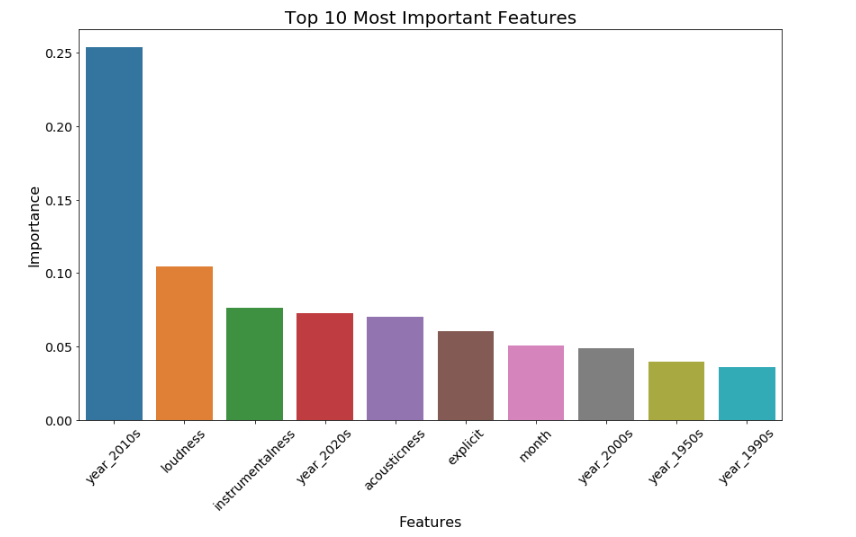 Top 10 Most Important Features
Importance
0.25
0.20
0.15
0.10
0.05
0.00
year_2010s
loudness
instrumentalness
year_2020s
acousticness
explicit
month
year_2000s
year_1950s
year_1990s
Features